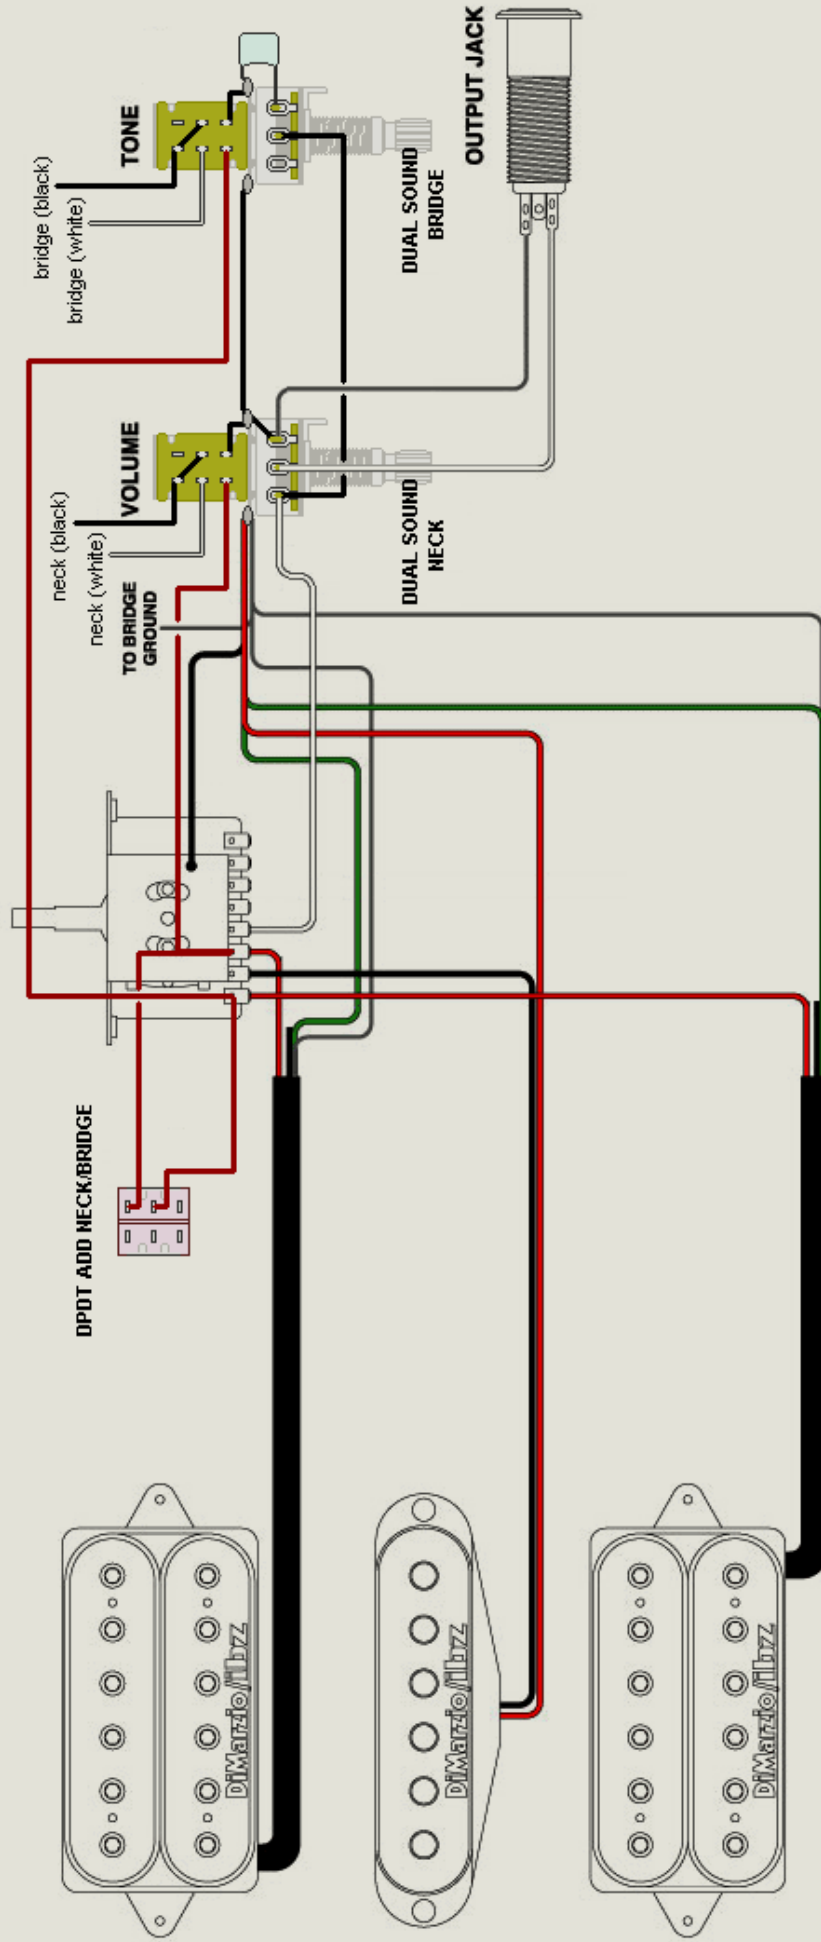 OUTPUT JACK
TONE
bridge (black)
bridge (white)
DUAL SOUND
BRIDGE
VOLUME
neck (black)
neck (white)
DUAL SOUND
NECK
TO BRIDGE
GROUND
DPDT ADD NECK/BRIDGE
DiMarzio/ibz
DiMarzio/ibz
DiMarzio/ibz